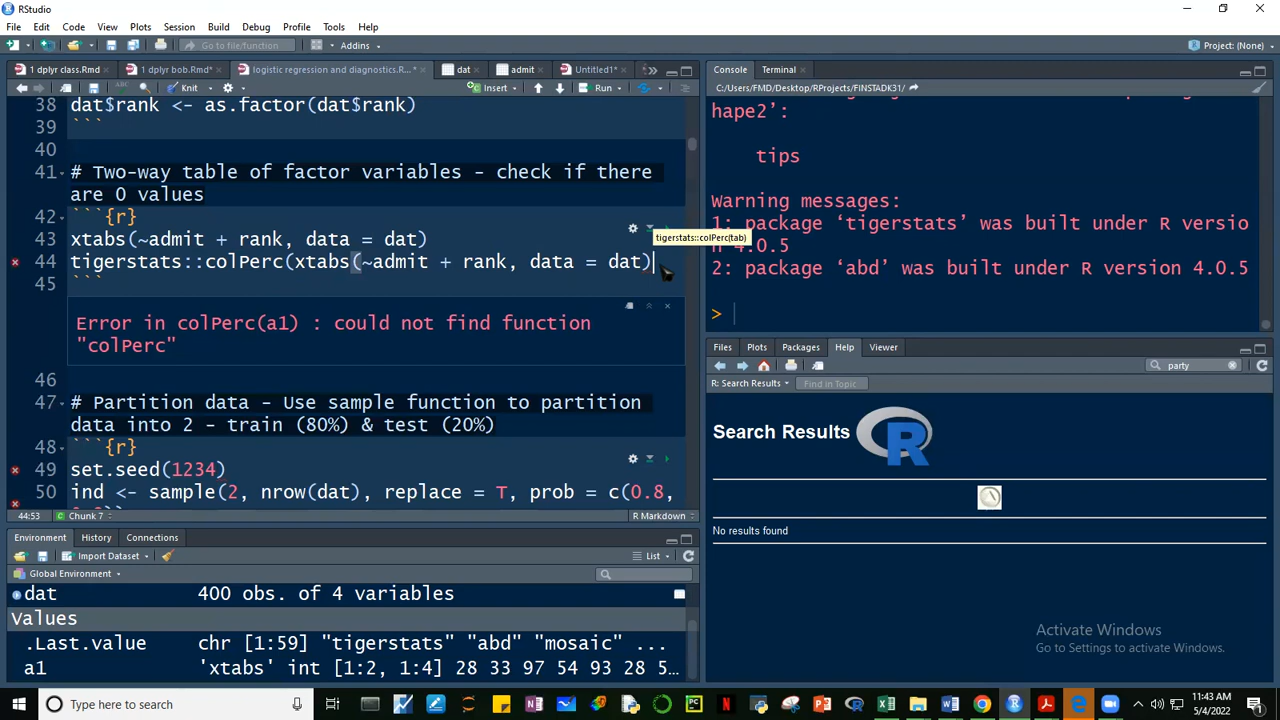 RStudio
File Edit Code View Plots Session Build Debug Profile Tools Help
Go to file/function Addins Project: (None)
1 dplyr class.Rmd 1 dplyr bob.Rmd* logistic regression and diagnostics.R...* dat admit Untitled1*
Knit Insert Run
38 dat$rank <- as.factor(dat$rank)
39 ```
40
41 # Two-way table of factor variables - check if there
are 0 values
42 ```{r}
43 xtabs(~admit + rank, data = dat)
tigerstats::colPerc(tab)
44 tigerstats::colPerc(xtabs(~admit + rank, data = dat)
45 ```
Error in colPerc(a1) : could not find function
"colPerc"
46
47 # Partition data - Use sample function to partition
data into 2 - train (80%) & test (20%)
48 ```{r}
49 set.seed(1234)
50 ind <- sample(2, nrow(dat), replace = T, prob = c(0.8,
44:53 Chunk 7 R Markdown
Environment History Connections
Import Dataset List
Global Environment
dat 400 obs. of 4 variables
Values
.Last.value chr [1:59] "tigerstats" "abd" "mosaic" ...
a1 'xtabs' int [1:2, 1:4] 28 33 97 54 93 28 5...
Console Terminal
C:/Users/FMD/Desktop/RProjects/FINSTADK31/
hape2’:
tips
Warning messages:
1: package ‘tigerstats’ was built under R versio
n 4.0.5
2: package ‘abd’ was built under R version 4.0.5
>
Files Plots Packages Help Viewer
party
R: Search Results Find in Topic
Search Results R
No results found
Activate Windows
Go to Settings to activate Windows.
Type here to search
11:43 AM
5/4/2022